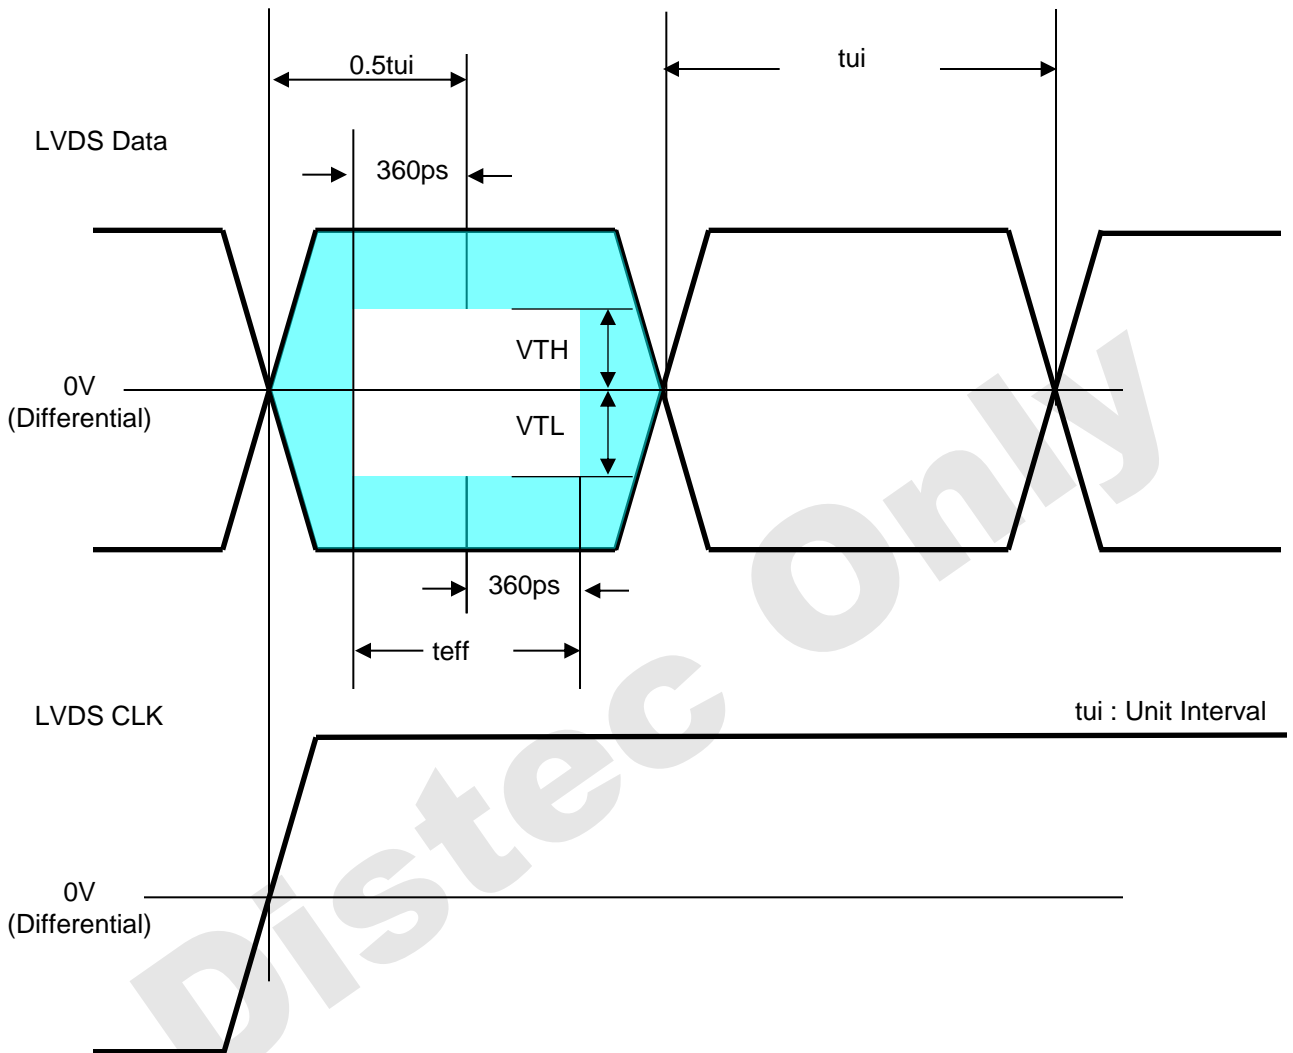 0.5tui
tui
LVDS Data
360ps
VTH
0V
(Differential)
VTL
360ps
teff
LVDS CLK
tui : Unit Interval
0V
(Differential)
Distec Only